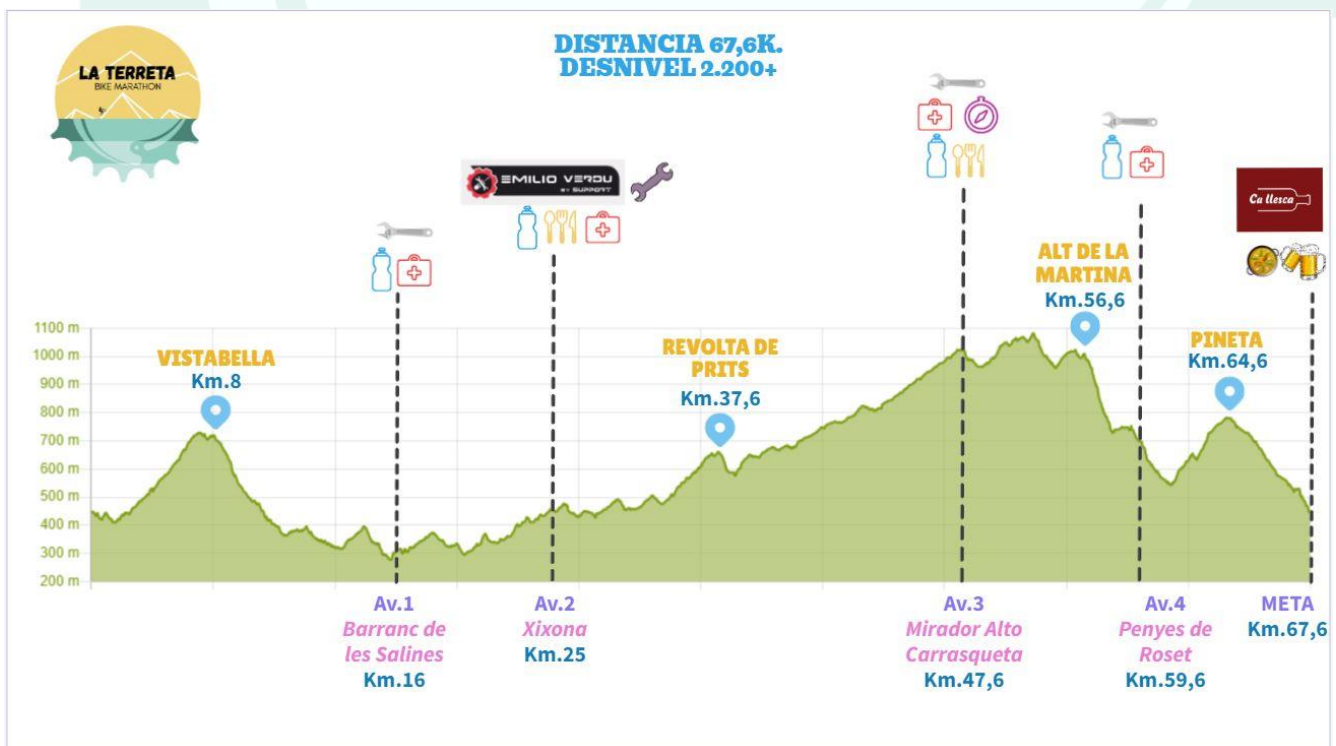 LA TERRETA
BIKE MARATHON
DISTANCIA 67,6K.
DESNIVEL 2.200+
EMILIO VERDU
BY SUPPORT
Ca llesca
ALT DE LA
MARTINA
Km.56,6
VISTABELLA
Km.8
REVOLTA DE
PRITS
Km.37,6
PINETA
Km.64,6
1100 m
1000 m
900 m
800 m
700 m
600 m
500 m
400 m
300 m
200 m
Av.1
Barranc de
les Salines
Km.16
Av.2
Xixona
Km.25
Av.3
Mirador Alto
Carrasqueta
Km.47,6
Av.4
Penyes de
Roset
Km.59,6
META
Km.67,6